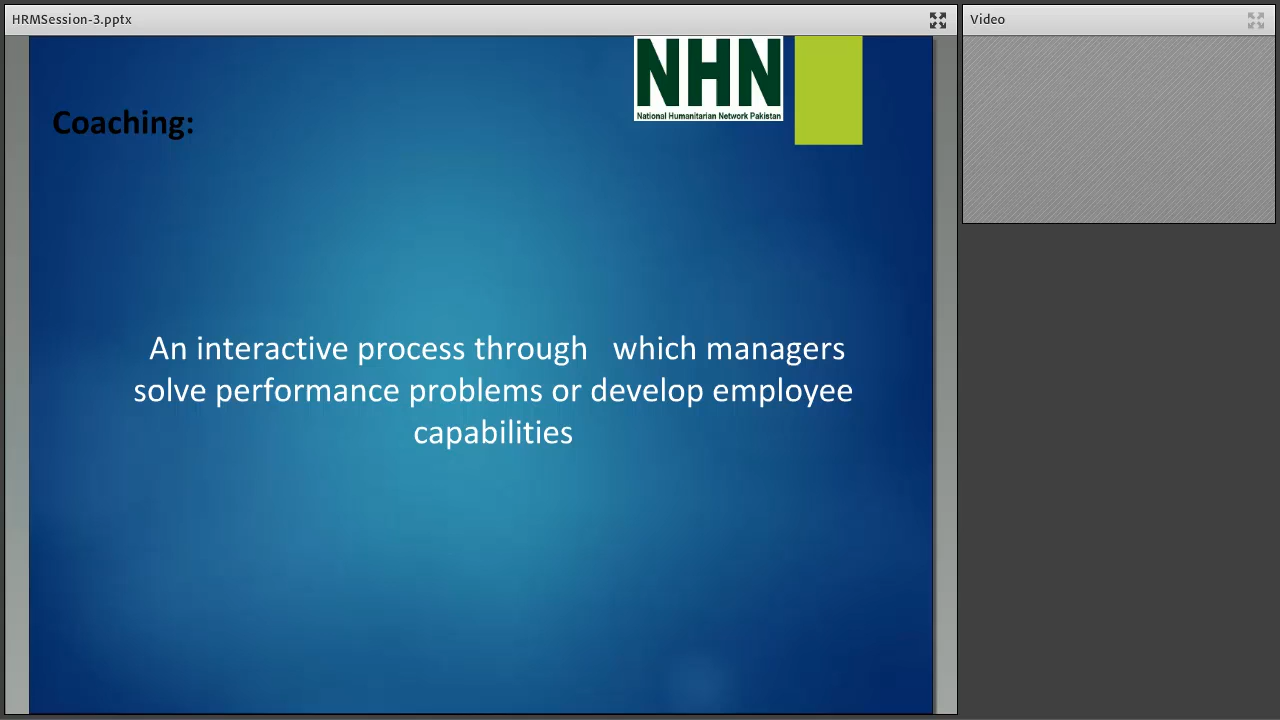 HRMSession-3.pptx
Video
NHN
National Humanitarian Network Pakistan
Coaching:
An interactive process through   which managers
solve performance problems or develop employee
capabilities